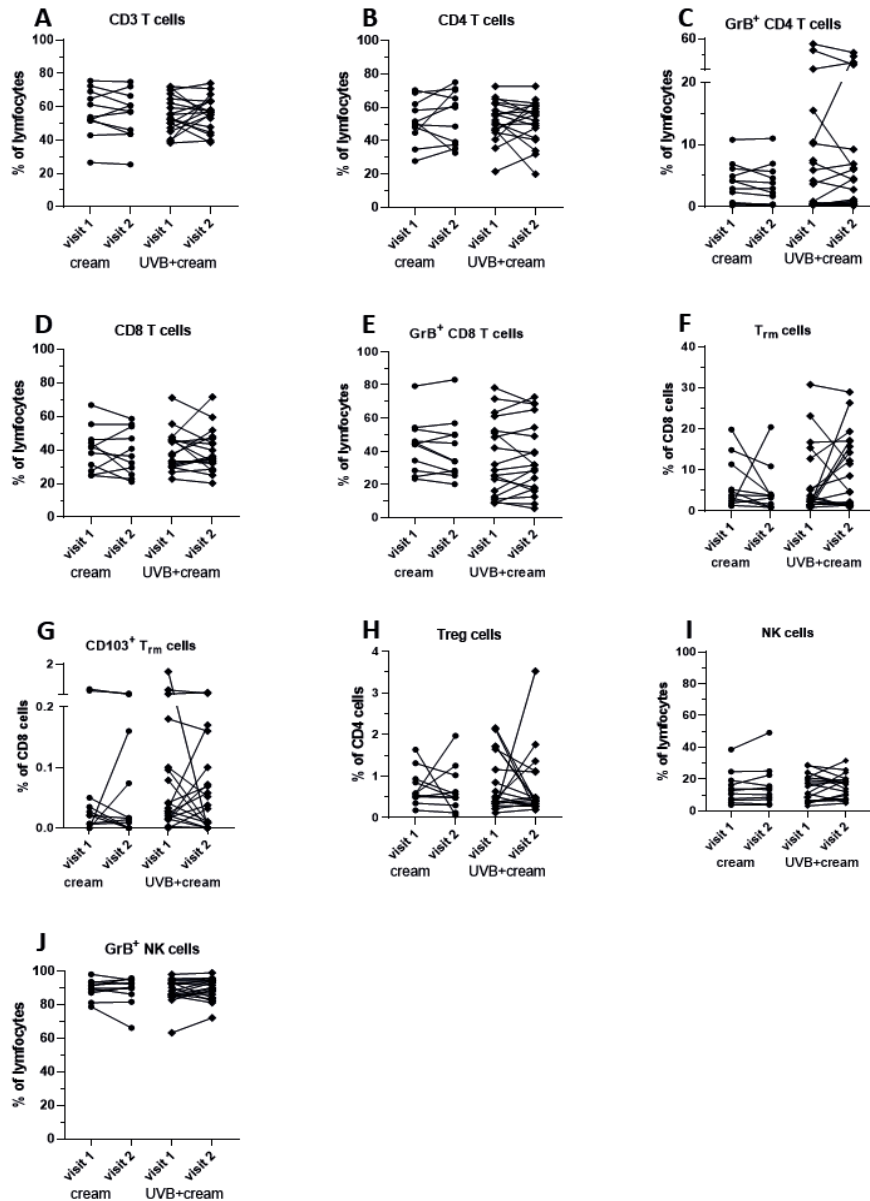 A
CD3 T cells
% of lymfocytes
100
80
60
40
20
0
visit 1
visit 2
visit 1
visit 2
cream
UVB+cream
B
CD4 T cells
% of lymfocytes
100
80
60
40
20
0
visit 1
visit 2
visit 1
visit 2
cream
UVB+cream
C
GrB+ CD4 T cells
% of lymfocytes
60
20
10
0
visit 1
visit 2
visit 1
visit 2
cream
UVB+cream
D
CD8 T cells
% of lymfocytes
100
80
60
40
20
0
visit 1
visit 2
visit 1
visit 2
cream
UVB+cream
E
GrB+ CD8 T cells
% of lymfocytes
100
80
60
40
20
0
visit 1
visit 2
visit 1
visit 2
cream
UVB+cream
F
Trm cells
% of CD8 cells
40
30
20
10
0
visit 1
visit 2
visit 1
visit 2
cream
UVB+cream
G
CD103+ Trm cells
% of CD8 cells
2
0.2
0.1
0.0
visit 1
visit 2
visit 1
visit 2
cream
UVB+cream
H
Treg cells
% of CD4 cells
4
3
2
1
0
visit 1
visit 2
visit 1
visit 2
cream
UVB+cream
I
NK cells
% of lymfocytes
100
80
60
40
20
0
visit 1
visit 2
visit 1
visit 2
cream
UVB+cream
J
GrB+ NK cells
% of lymfocytes
100
80
60
40
20
0
visit 1
visit 2
visit 1
visit 2
cream
UVB+cream